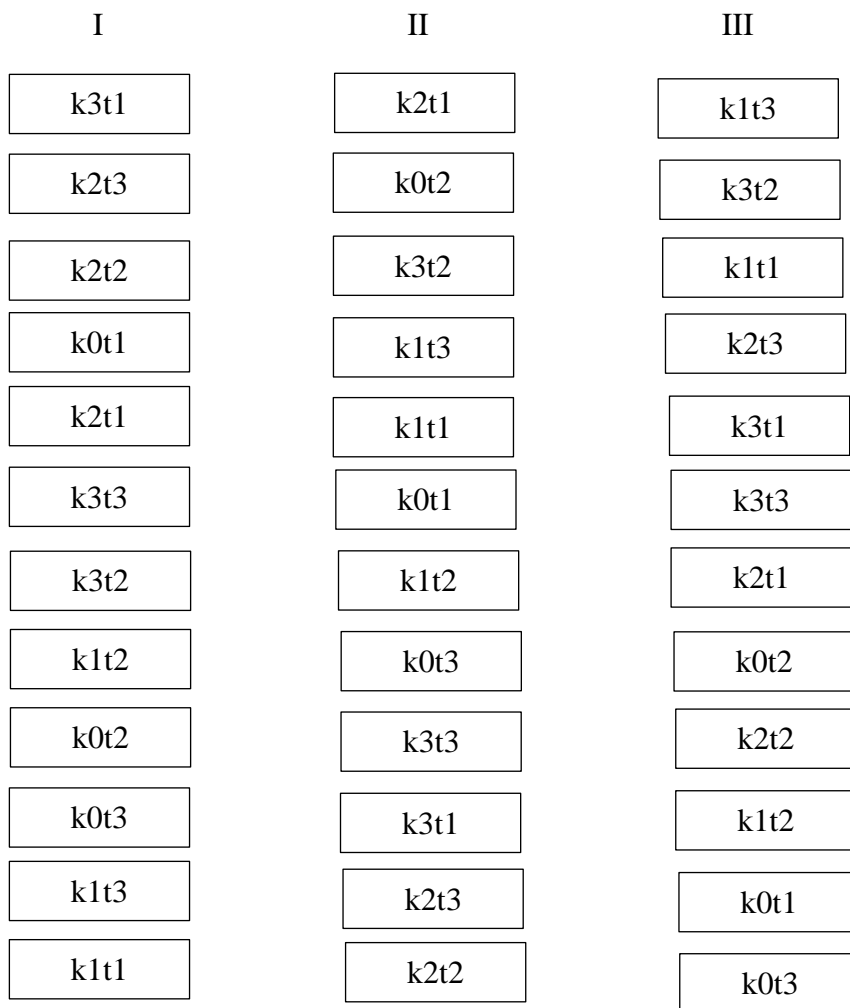 I II III
k3t1 k2t1 k1t3
k2t3 k0t2 k3t2
k2t2 k3t2 k1t1
k0t1 k1t3 k2t3
k2t1 k1t1 k3t1
k3t3 k0t1 k3t3
k3t2 k1t2 k2t1
k1t2 k0t3 k0t2
k0t2 k3t3 k2t2
k0t3 k3t1 k1t2
k1t3 k2t3 k0t1
k1t1 k2t2 k0t3